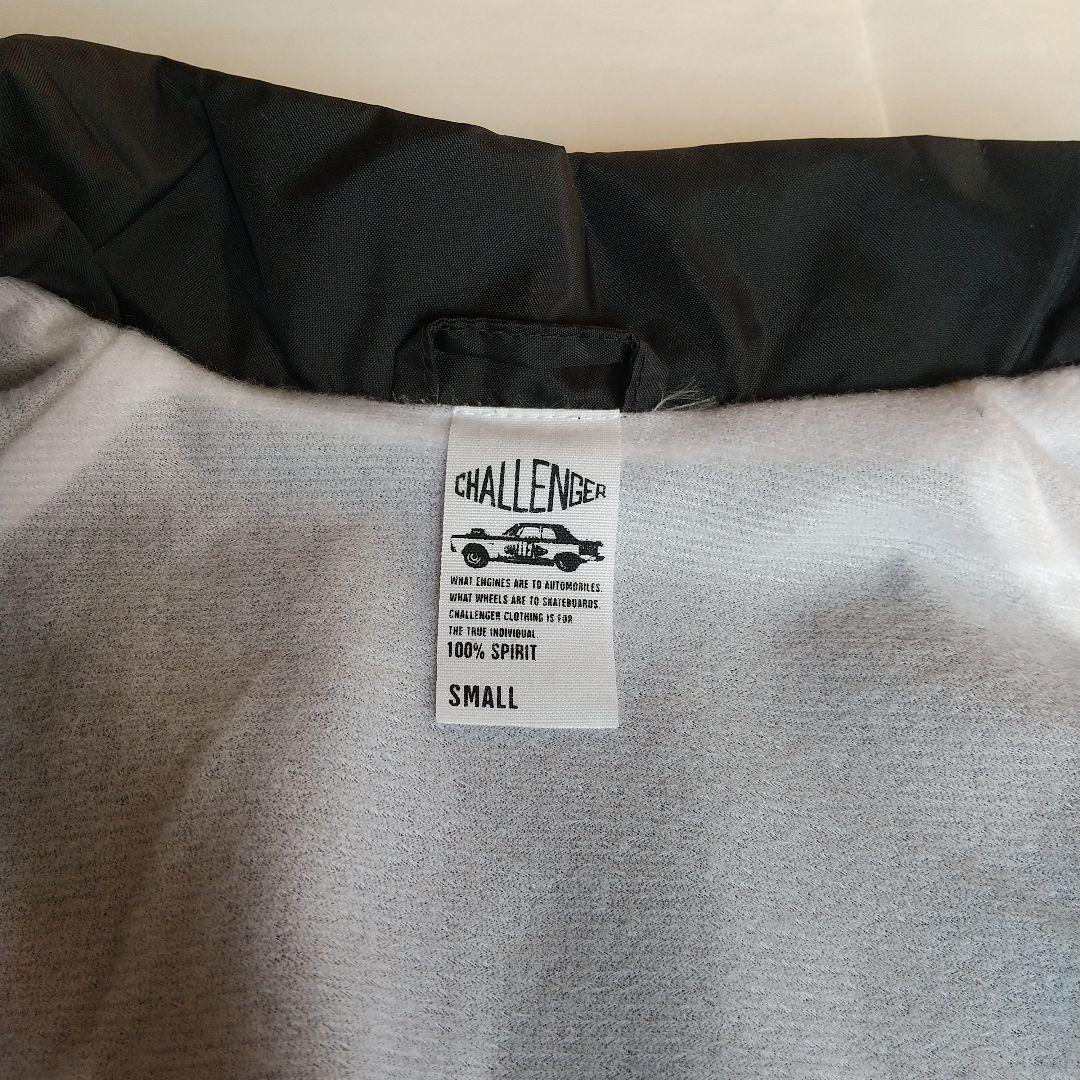 CHALLENGER
WHAT ENGINES ARE TO AUTOMOBILES.
WHAT WHEELS ARE TO SKATEBOARDS.
CHALLENGER CLOTHING IS FOR
THE TRUE INDIVIDUAL.
100% SPIRIT
SMALL